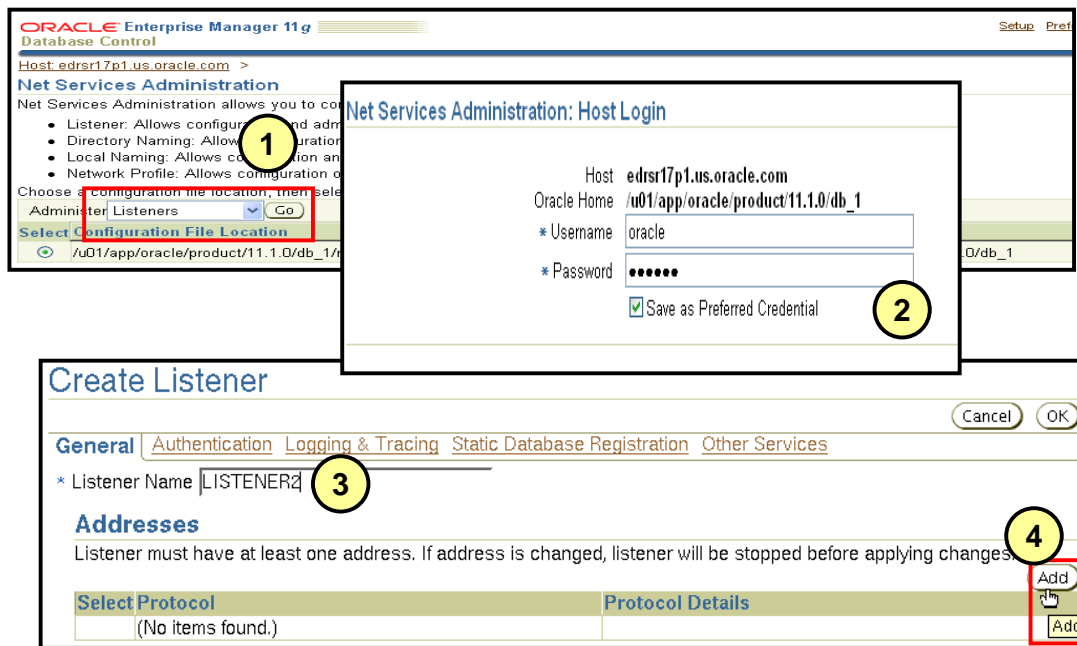 ORACLE Enterprise Manager 11g
Database Control
Setup
Host: edrsr17p1.us.oracle.com >
Net Services Administration
Net Services Administration allows you to
Listener: Allows and
Directory Naming:
Local Naming: Allows
Network Profile: Allows configuration
Choose a configuration file location, then
Administer Listeners Go
Select Configuration File Location
/u01/app/oracle/product/11.1.0/db_1/
.0/db_1
1
Net Services Administration: Host Login
Host edrsr17p1.us.oracle.com
Oracle Home /u01/app/oracle/product/11.1.0/db_1
* Username oracle
* Password ●●●●●●
Save as Preferred Credential
2
Create Listener
Cancel OK
General Authentication Logging & Tracing Static Database Registration Other Services
* Listener Name LISTENER2
3
Addresses
Listener must have at least one address. If address is changed, listener will be stopped before applying changes.
4
Add
Select Protocol Protocol Details
(No items found.)
Add